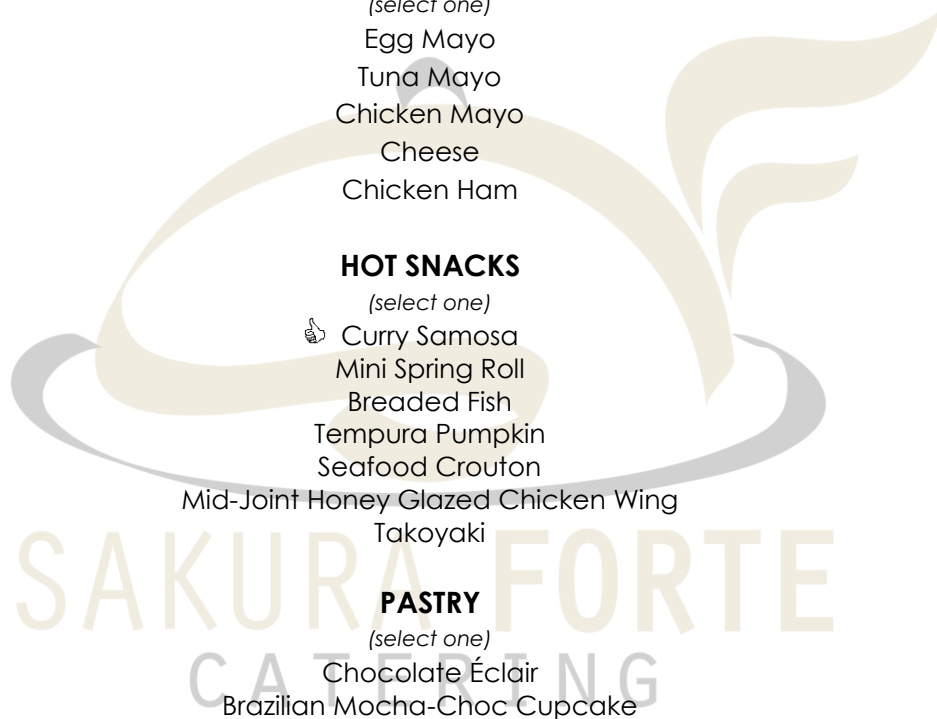 (select one)
Egg Mayo
Tuna Mayo
Chicken Mayo
Cheese
Chicken Ham
HOT SNACKS
(select one)
Curry Samosa
Mini Spring Roll
Breaded Fish
Tempura Pumpkin
Seafood Crouton
Mid-Joint Honey Glazed Chicken Wing
Takoyaki
SAKURA FORTE
PASTRY
(select one)
Chocolate Éclair
CATERING
Brazilian Mocha-Choc Cupcake